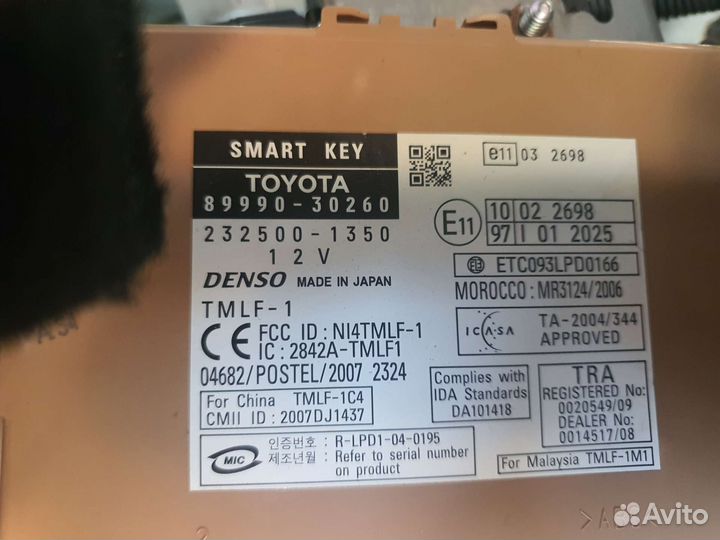 SMART KEY
TOYOTA
89990-30260
232500-1350
12V
DENSO MADE IN JAPAN
TMLF-1
CE FCC ID : NI4TMLF-1
IC : 2842A-TMLF1
04682/POSTEL/2007 2324
For China TMLF-1C4
CMII ID : 2007DJ1437
MIC
인증번호 : R-LPD1-04-0195
제조년월 : Refer to serial number
on product
e11 03 2698
E11
10 02 2698
97 I 01 2025
ETC093LPD0166
MOROCCO : MR3124/2006
ICASA
TA-2004/344
APPROVED
Complies with
IDA Standards
DA101418
TRA
REGISTERED No:
0020549/09
DEALER No:
0014517/08
For Malaysia TMLF-1M1
Avito